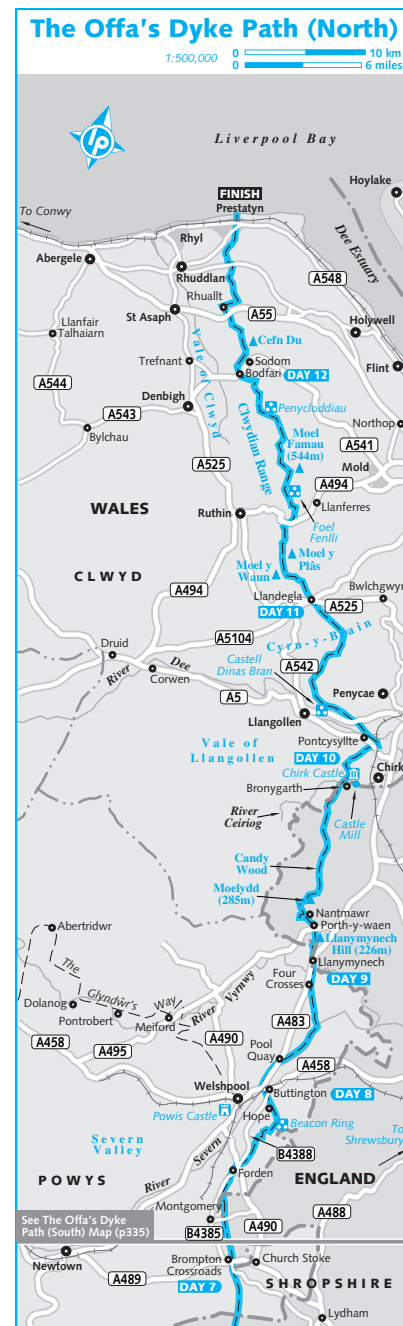 The Offa's Dyke Path (North)
1:500,000
0 10 km
0 6 miles
lp
Liverpool Bay
Hoylake
FINISH
Prestatyn
To Conwy
Dee Estuary
Rhyl
Abergele
Rhuddlan
A548
Rhuallt
St Asaph
A55
Holywell
Llanfair
Talhaiarn
Cefn Du
Vale of Clwyd
Trefnant
Sodom
Bodfari
DAY 12
Flint
A544
Denbigh
Penycloddiau
A543
Clwydian Range
Northop
Bylchau
Moel
Famau
(544m)
A541
A525
Mold
A494
WALES
Llanferres
Ruthin
Foel
Fenlli
Moel y
Plâs
Moel y
Waun
CLWYD
A494
Llandegla
A525
Bwlchgwyn
DAY 11
A5104
Cyrn-y-Brain
Druid
River Dee
Castell
Dinas Bran
A542
Corwen
A5
Penycae
Llangollen
Vale of
Llangollen
Pontcysyllte
DAY 10
Chirk Castle
Chirk
Bronygarth
River
Ceiriog
Castle
Mill
Candy
Wood
Moelydd
(285m)
Nantmawr
Porth-y-waen
Abertridwr
Llanymynech
Hill (226m)
Llanymynech
DAY 9
The Glyndwr's Way
Four
Crosses
River Vyrnwy
Dolanog
Pontrobert
Meiford
A483
A458
A495
A490
Pool
Quay
A458
Welshpool
Buttington
DAY 8
Powis Castle
Hope
Beacon Ring
To
Shrewsbury
Severn
Valley
B4388
River Severn
Forden
ENGLAND
POWYS
Montgomery
A488
See The Offa's Dyke
Path (South) Map (p335)
B4385
A490
Newtown
Brompton
Crossroads
Church Stoke
A489
DAY 7
SHROPSHIRE
Lydham